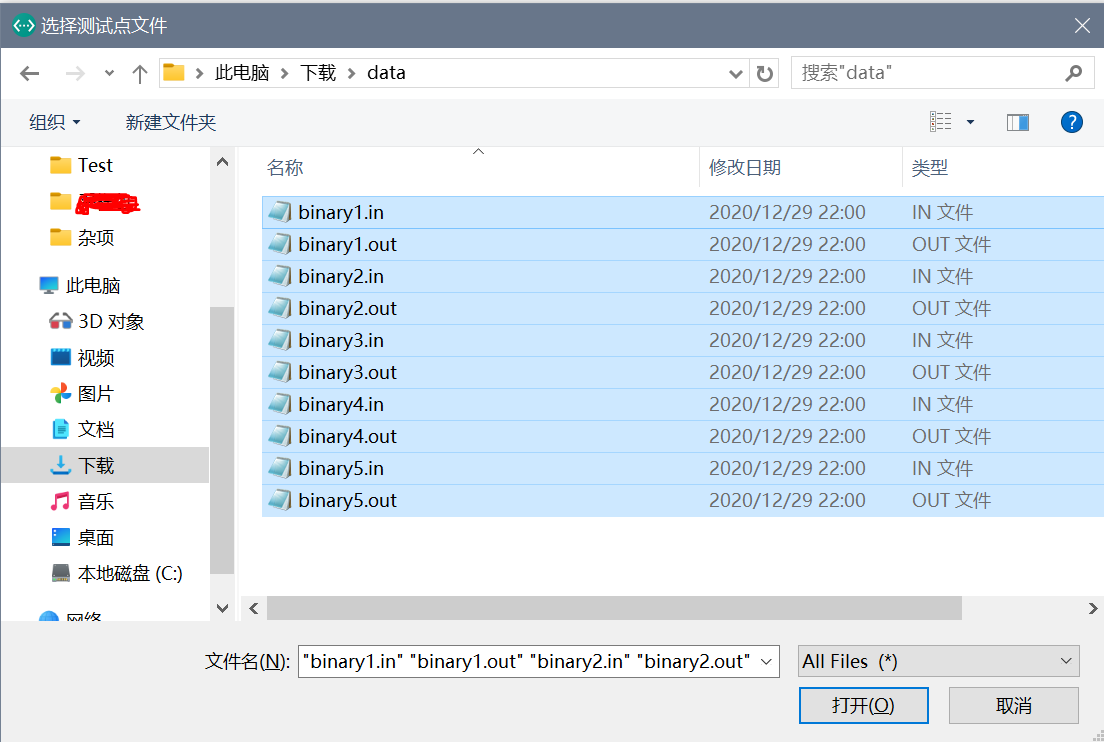 选择测试点文件
此电脑 下载 data
搜索"data"
组织 新建文件夹
名称 修改日期 类型
Test
杂项
此电脑
3D 对象
视频
图片
文档
下载
音乐
桌面
本地磁盘 (C:)
网络
binary1.in 2020/12/29 22:00 IN 文件
binary1.out 2020/12/29 22:00 OUT 文件
binary2.in 2020/12/29 22:00 IN 文件
binary2.out 2020/12/29 22:00 OUT 文件
binary3.in 2020/12/29 22:00 IN 文件
binary3.out 2020/12/29 22:00 OUT 文件
binary4.in 2020/12/29 22:00 IN 文件
binary4.out 2020/12/29 22:00 OUT 文件
binary5.in 2020/12/29 22:00 IN 文件
binary5.out 2020/12/29 22:00 OUT 文件
文件名(N): "binary1.in" "binary1.out" "binary2.in" "binary2.out" All Files (*)
打开(O) 取消